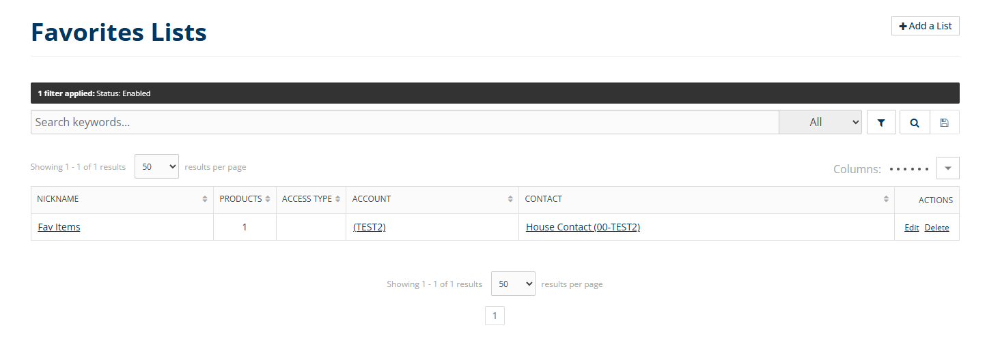 Favorites Lists
Add a List
1 filter applied: Status: Enabled
Search keywords... All
Showing 1 - 1 of 1 results 50 results per page
Columns:
NICKNAME PRODUCTS ACCESS TYPE ACCOUNT CONTACT ACTIONS
Fav Items 1 (TEST2) House Contact (00-TEST2) Edit Delete
Showing 1 - 1 of 1 results 50 results per page
1